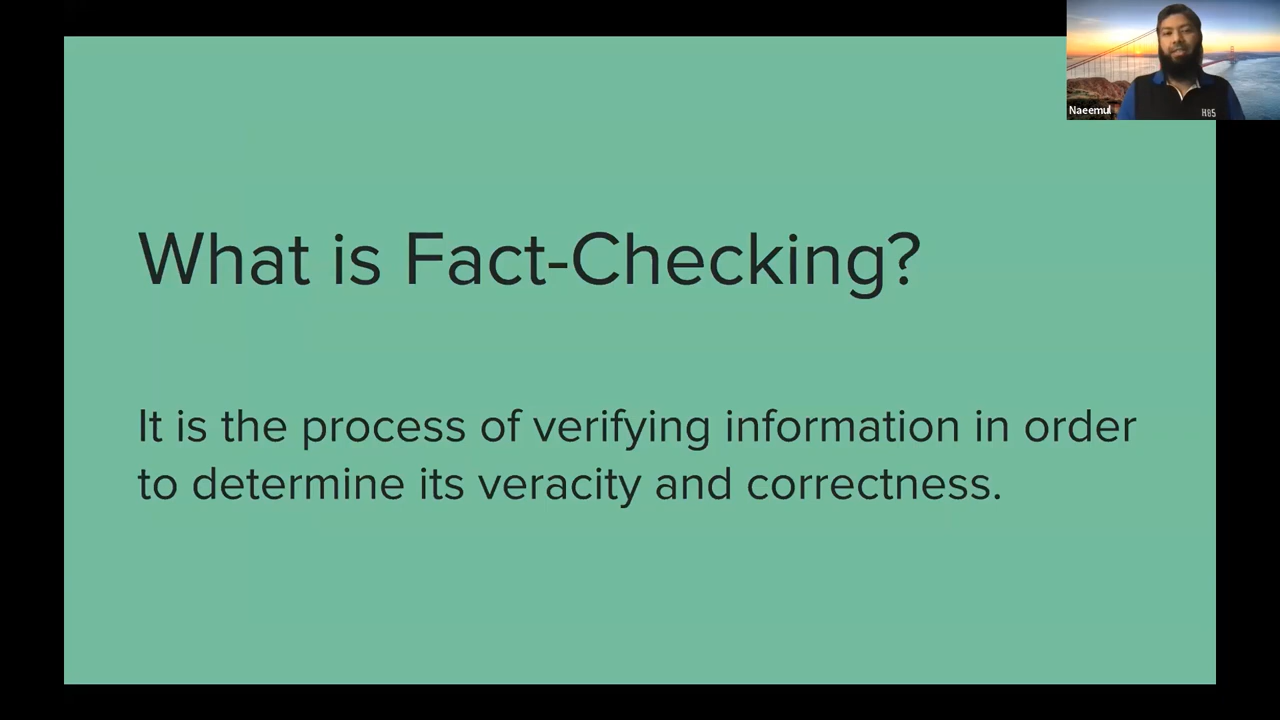 What is Fact-Checking?
It is the process of verifying information in order
to determine its veracity and correctness.
Naeemul
H85